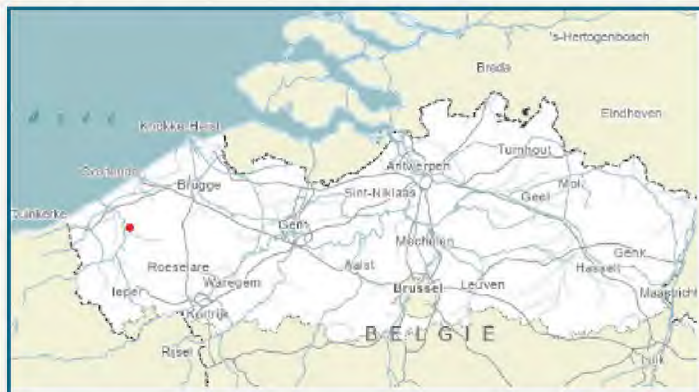 's-Hertogenbosch
Breda
Eindhoven
Knokke-Heist
Turnhout
Antwerpen
Oostende
Brugge
Mol
Sint-Niklaas
Geel
Duinkerke
Gent
Mechelen
Genk
Roeselare
Aalst
Hasselt
Waregem
Brussel
Leuven
Maastricht
Ieper
Kortrijk
BELGIE
Rijsel
Luik